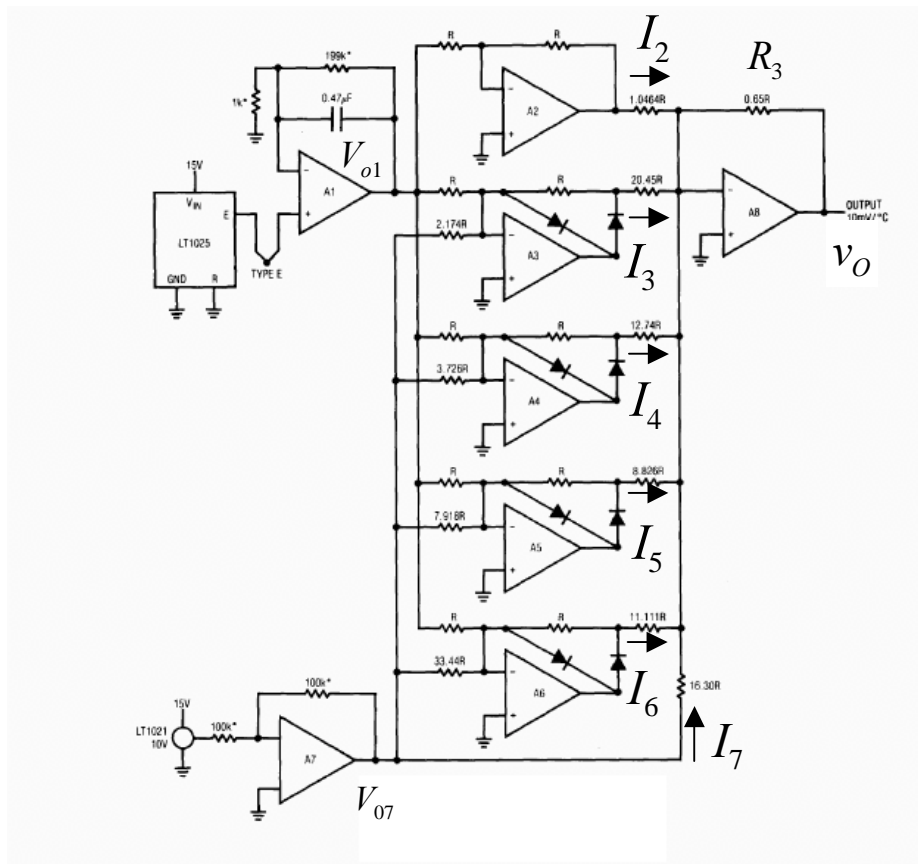 R
R
I2
R3
199k*
1k*
0.47µF
1.0464R
0.65R
A2
-
+
Vo1
15V
VIN
E
LT1025
GND
R
TYPE E
A1
-
+
R
R
20.45R
2.174R
A3
-
+
I3
A8
-
+
OUTPUT
10mV/°C
vO
R
R
12.74R
3.726R
A4
-
+
I4
R
R
8.826R
7.918R
A5
-
+
I5
R
R
11.111R
33.44R
A6
-
+
I6
16.30R
I7
100k*
15V
LT1021
10V
100k*
A7
V07